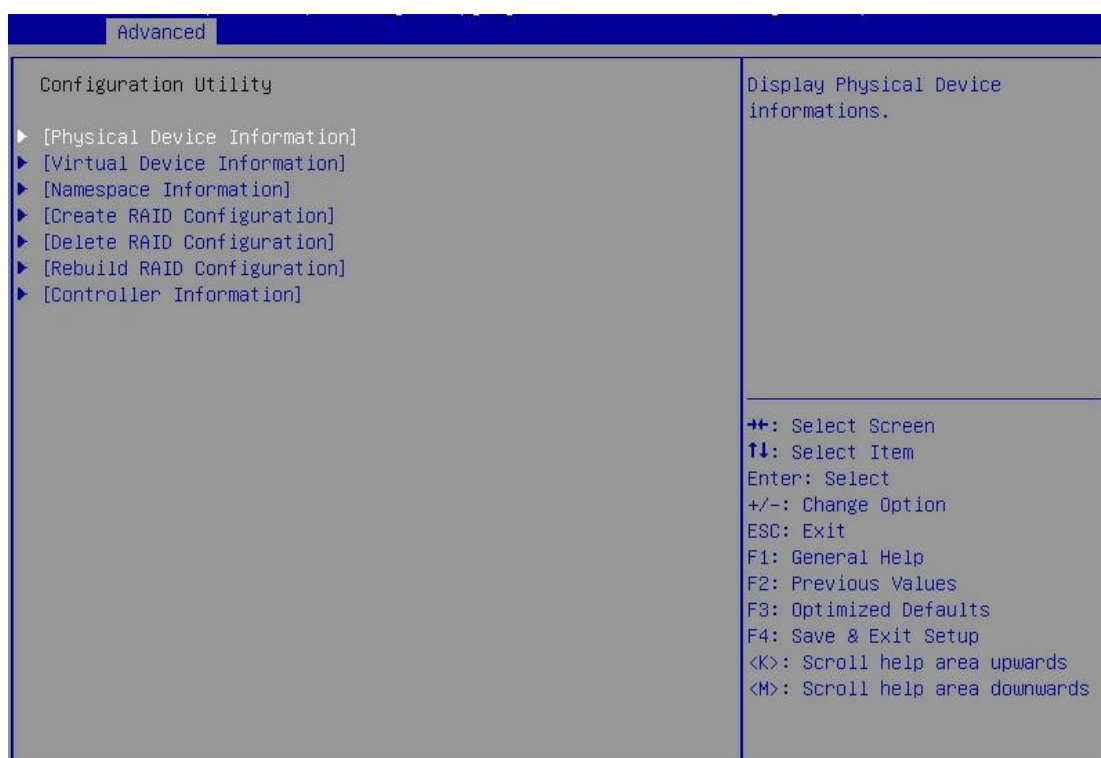 Advanced
Configuration Utility
[Physical Device Information]
[Virtual Device Information]
[Namespace Information]
[Create RAID Configuration]
[Delete RAID Configuration]
[Rebuild RAID Configuration]
[Controller Information]
Display Physical Device
informations.
→←: Select Screen
↑↓: Select Item
Enter: Select
+/-: Change Option
ESC: Exit
F1: General Help
F2: Previous Values
F3: Optimized Defaults
F4: Save & Exit Setup
<K>: Scroll help area upwards
<M>: Scroll help area downwards